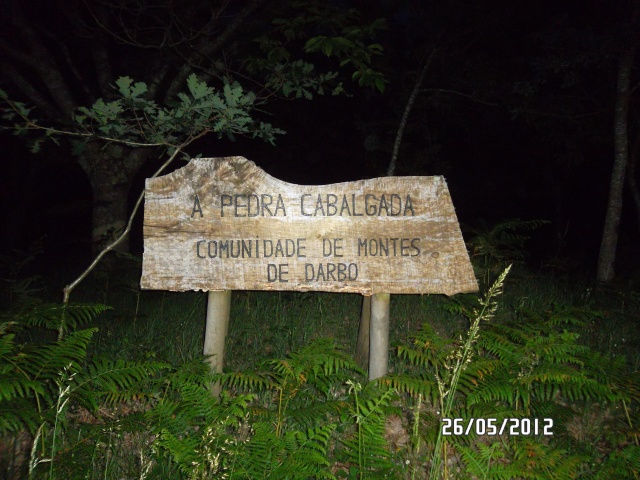 A PEDRA CABALGADA
COMUNIDADE DE MONTES
DE DARBO
26/05/2012